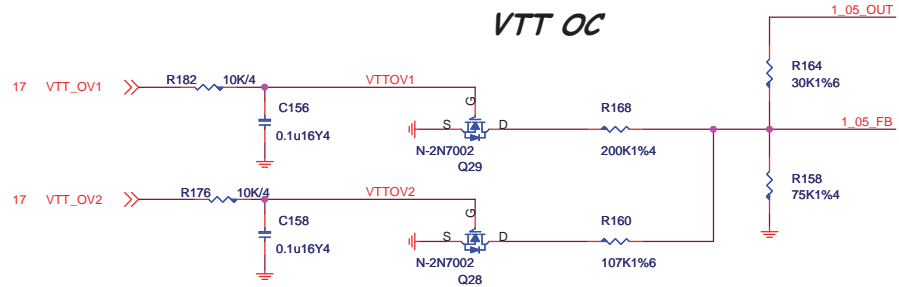 VTT OC
1_05_OUT
R164
30K1%6
17 VTT_OV1
R182 10K/4
VTTOV1
C156
0.1u16Y4
G
S
D
N-2N7002
Q29
R168
200K1%4
1_05_FB
R158
75K1%4
17 VTT_OV2
R176 10K/4
VTTOV2
C158
0.1u16Y4
G
S
D
N-2N7002
Q28
R160
107K1%6